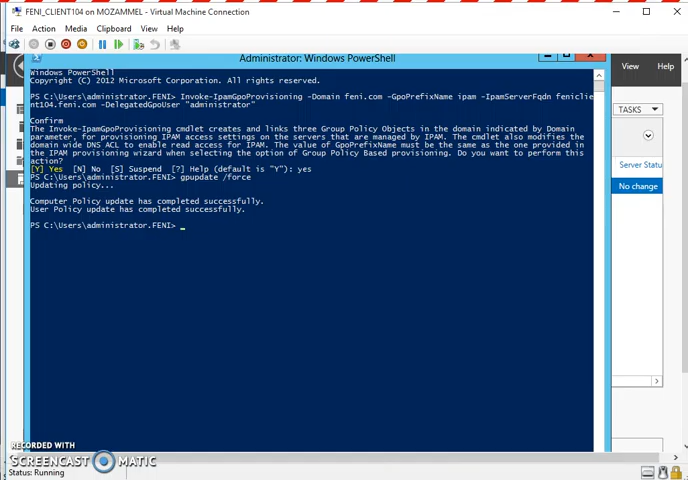 FENI_CLIENT104 on MOZAMMEL - Virtual Machine Connection
File Action Media Clipboard View Help
Administrator: Windows PowerShell
View Help
Windows PowerShell
Copyright (C) 2012 Microsoft Corporation. All rights reserved.
PS C:\Users\administrator.FENI> Invoke-IpamGpoProvisioning -Domain feni.com -GpoPrefixName ipam -IpamServerFqdn feniclie
nt104.feni.com -DelegatedGpoUser "administrator"
TASKS
Confirm
The Invoke-IpamGpoProvisioning cmdlet creates and links three Group Policy Objects in the domain indicated by Domain
parameter, for provisioning IPAM access settings on the servers that are managed by IPAM. The cmdlet also modifies the
domain wide DNS ACL to enable read access for IPAM. The value of GpoPrefixName must be the same as the one provided in
the IPAM provisioning wizard when selecting the option of Group Policy Based provisioning. Do you want to perform this
action?
[Y] Yes [N] No [S] Suspend [?] Help (default is "Y"): yes
Server Statu
PS C:\Users\administrator.FENI> gpupdate /force
Updating policy...
No change
Computer Policy update has completed successfully.
User Policy update has completed successfully.
PS C:\Users\administrator.FENI> _
RECORDED WITH
SCREENCAST MATIC
Status: Running